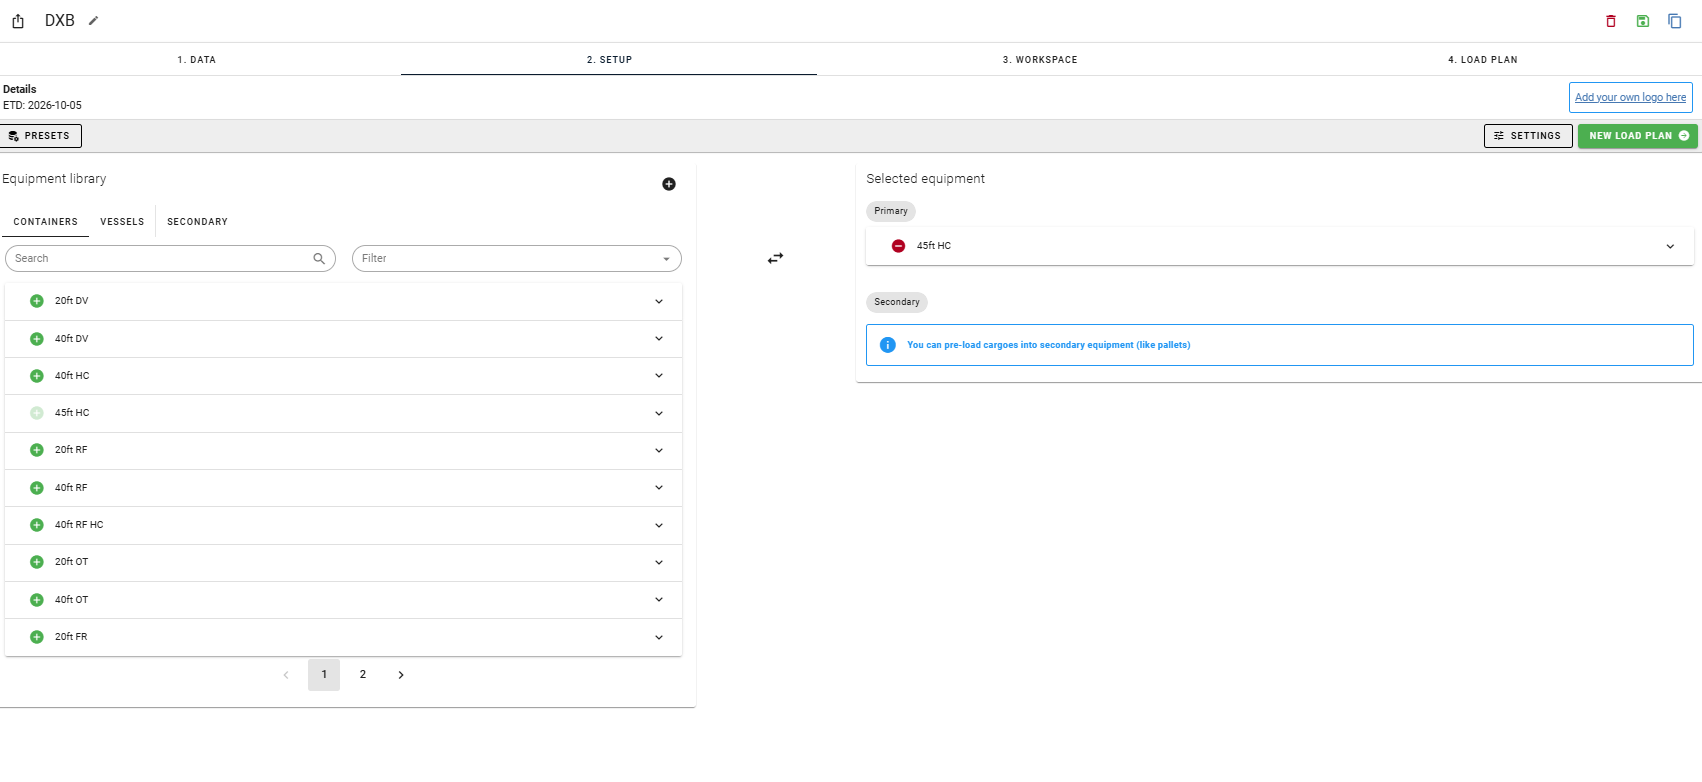 DXB
1. DATA
2. SETUP
3. WORKSPACE
4. LOAD PLAN
Details
ETD: 2026-10-05
Add your own logo here
PRESETS
SETTINGS
NEW LOAD PLAN
Equipment library
CONTAINERS
VESSELS
SECONDARY
Search
Filter
20ft DV
40ft DV
40ft HC
45ft HC
20ft RF
40ft RF
40ft RF HC
20ft OT
40ft OT
20ft FR
1
2
Selected equipment
Primary
45ft HC
Secondary
You can pre-load cargoes into secondary equipment (like pallets)